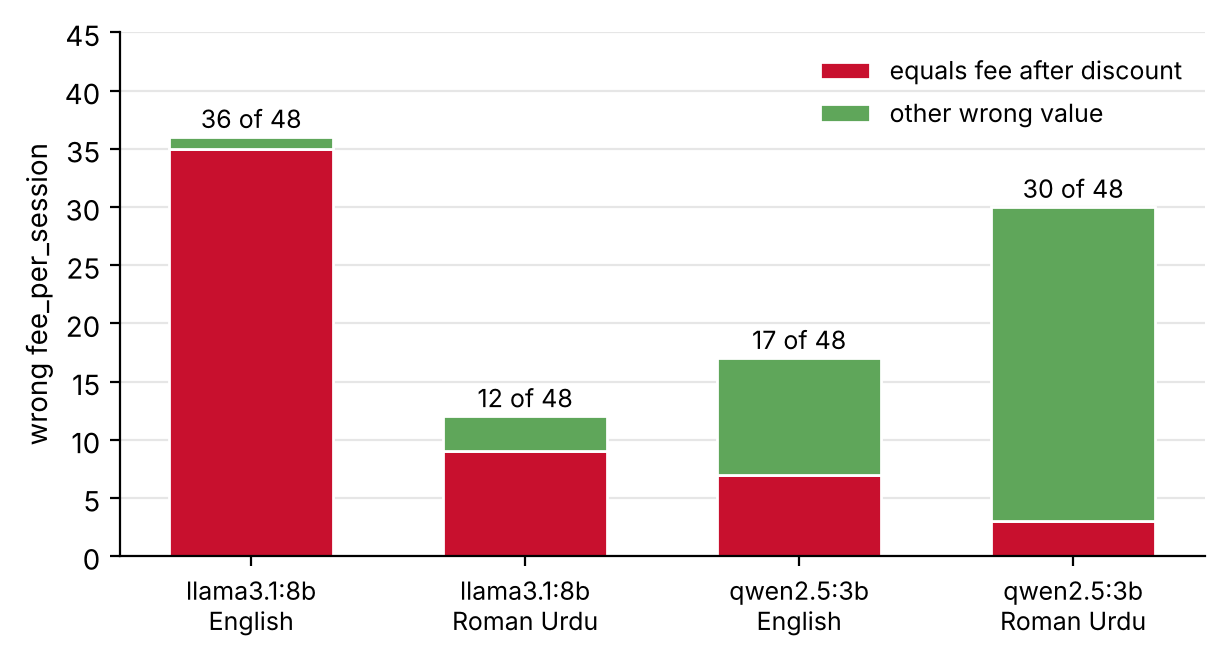 45
40
35
30
25
20
15
10
5
0
wrong fee_per_session
equals fee after discount
other wrong value
36 of 48
12 of 48
17 of 48
30 of 48
llama3.1:8b
English
llama3.1:8b
Roman Urdu
qwen2.5:3b
English
qwen2.5:3b
Roman Urdu